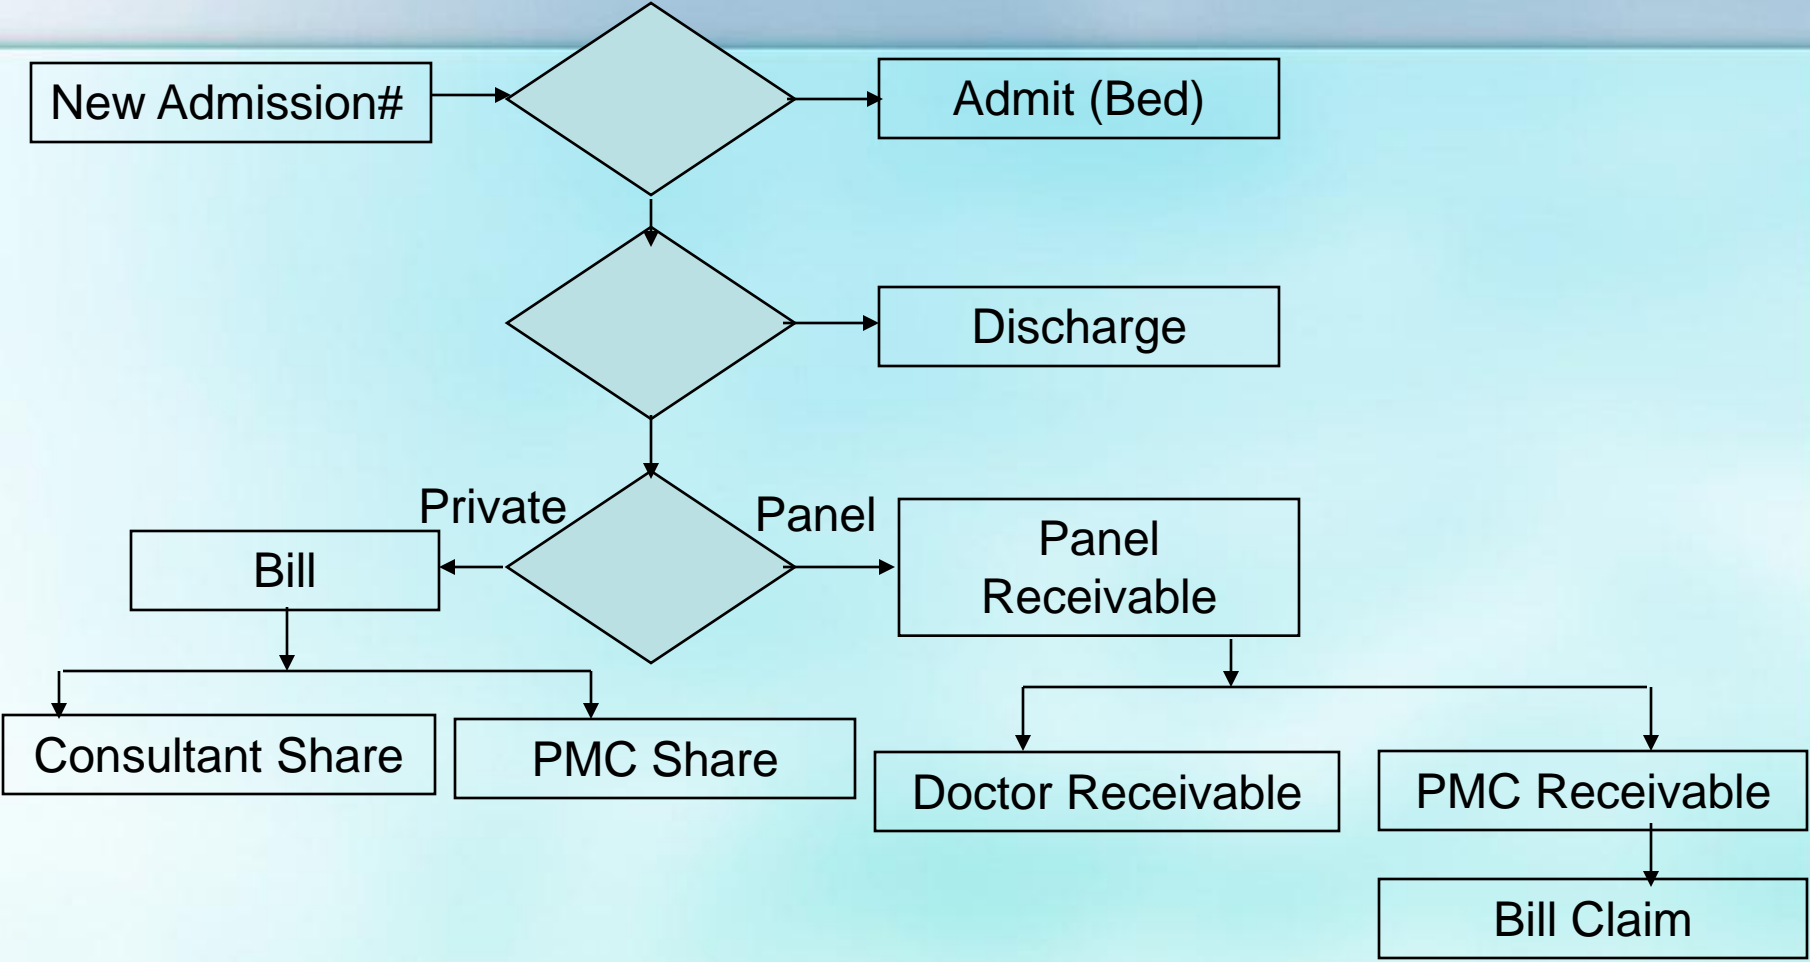 New Admission#
Admit (Bed)
Discharge
Private
Panel
Bill
Panel
Receivable
Consultant Share
PMC Share
Doctor Receivable
PMC Receivable
Bill Claim